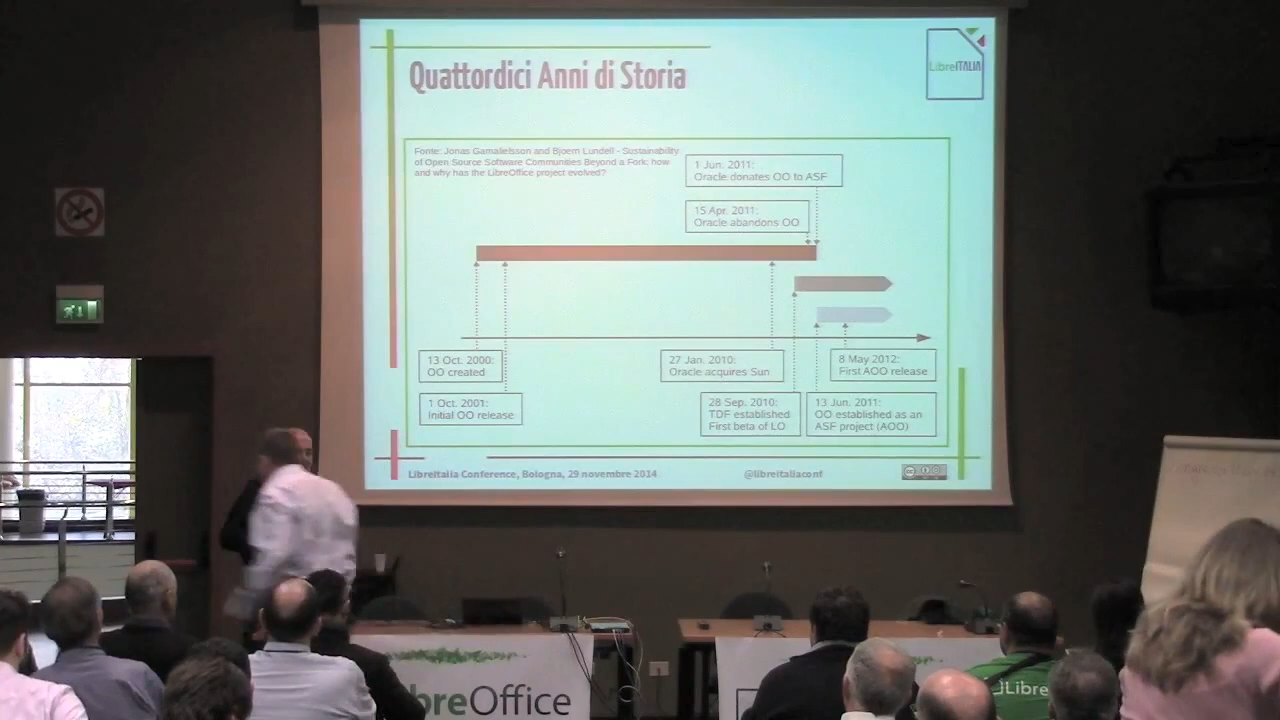 Quattordici Anni di Storia
LibreITALIA
Fonte: Jonas Gamalielsson and Bjoern Lundell - Sustainability
of Open Source Software Communities Beyond a Fork: how
and why has the LibreOffice project evolved?
1 Jun. 2011:
Oracle donates OO to ASF
15 Apr. 2011:
Oracle abandons OO
13 Oct. 2000:
OO created
27 Jan. 2010:
Oracle acquires Sun
8 May 2012:
First AOO release
1 Oct. 2001:
Initial OO release
28 Sep. 2010:
TDF established
First beta of LO
13 Jun. 2011:
OO established as an
ASF project (AOO)
LibreItalia Conference, Bologna, 29 novembre 2014
@libreitaliaconf
breOffice
Libre